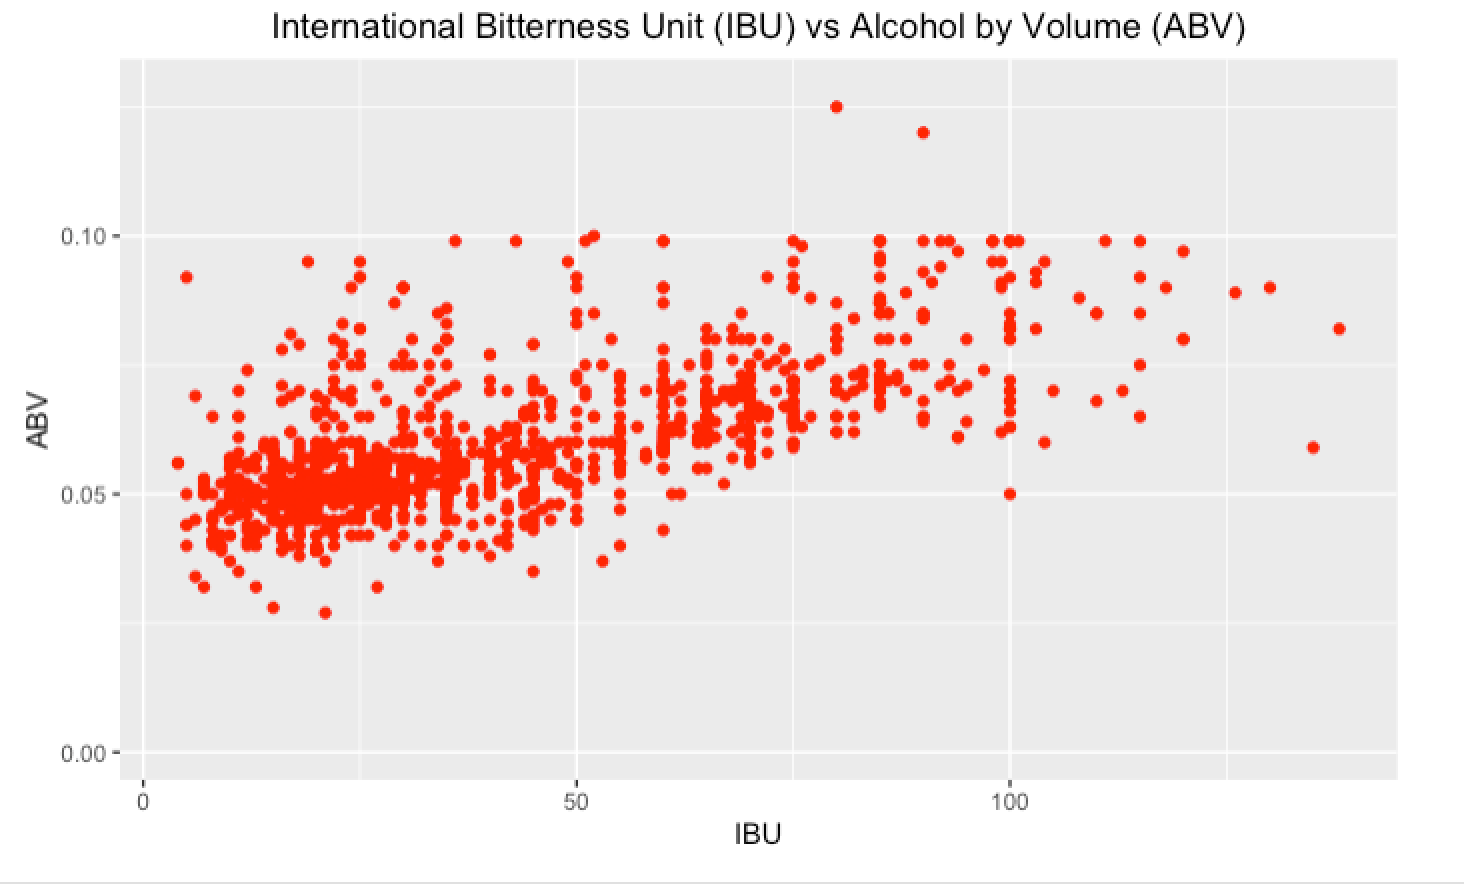 International Bitterness Unit (IBU) vs Alcohol by Volume (ABV)
ABV
0.10
0.05
0.00
0
50
100
IBU